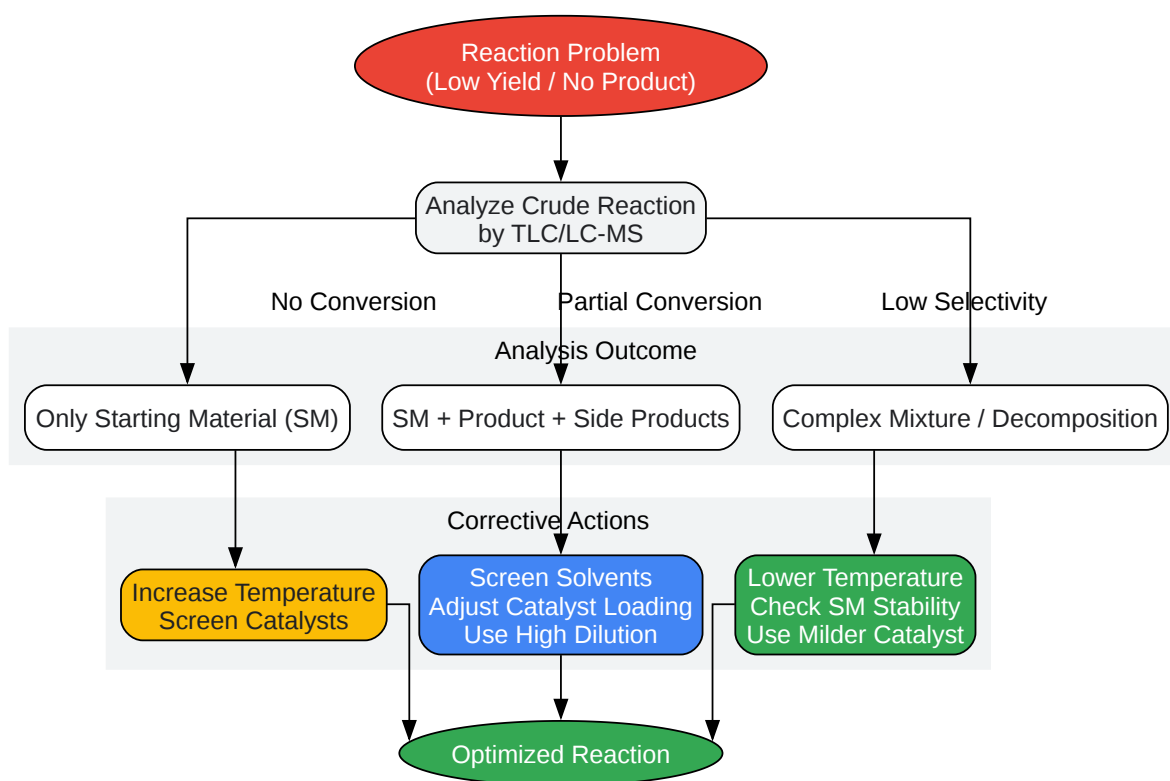 Reaction Problem
(Low Yield / No Product)
Analyze Crude Reaction
by TLC/LC-MS
No Conversion
Partial Conversion
Low Selectivity
Analysis Outcome
Only Starting Material (SM)
SM + Product + Side Products
Complex Mixture / Decomposition
Corrective Actions
Increase Temperature
Screen Catalysts
Screen Solvents
Adjust Catalyst Loading
Use High Dilution
Lower Temperature
Check SM Stability
Use Milder Catalyst
Optimized Reaction